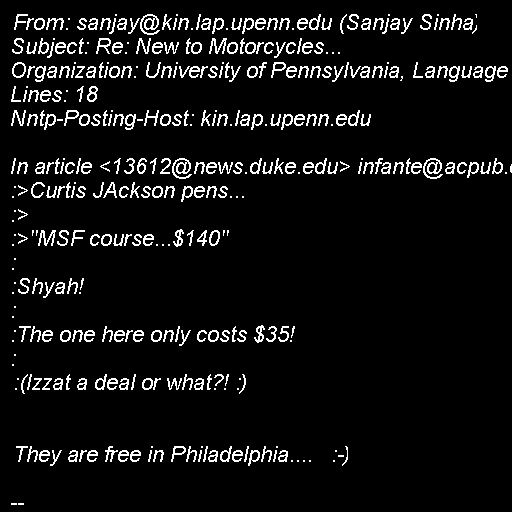 From: sanjay@kin.lap.upenn.edu (Sanjay Sinha)
Subject: Re: New to Motorcycles...
Organization: University of Pennsylvania, Language
Lines: 18
Nntp-Posting-Host: kin.lap.upenn.edu
In article <13612@news.duke.edu> infante@acpub.
:>Curtis JAckson pens...
:>
:>"MSF course...$140"
:
:Shyah!
:
:The one here only costs $35!
:
:(Izzat a deal or what?! :)
They are free in Philadelphia.... :-)
--